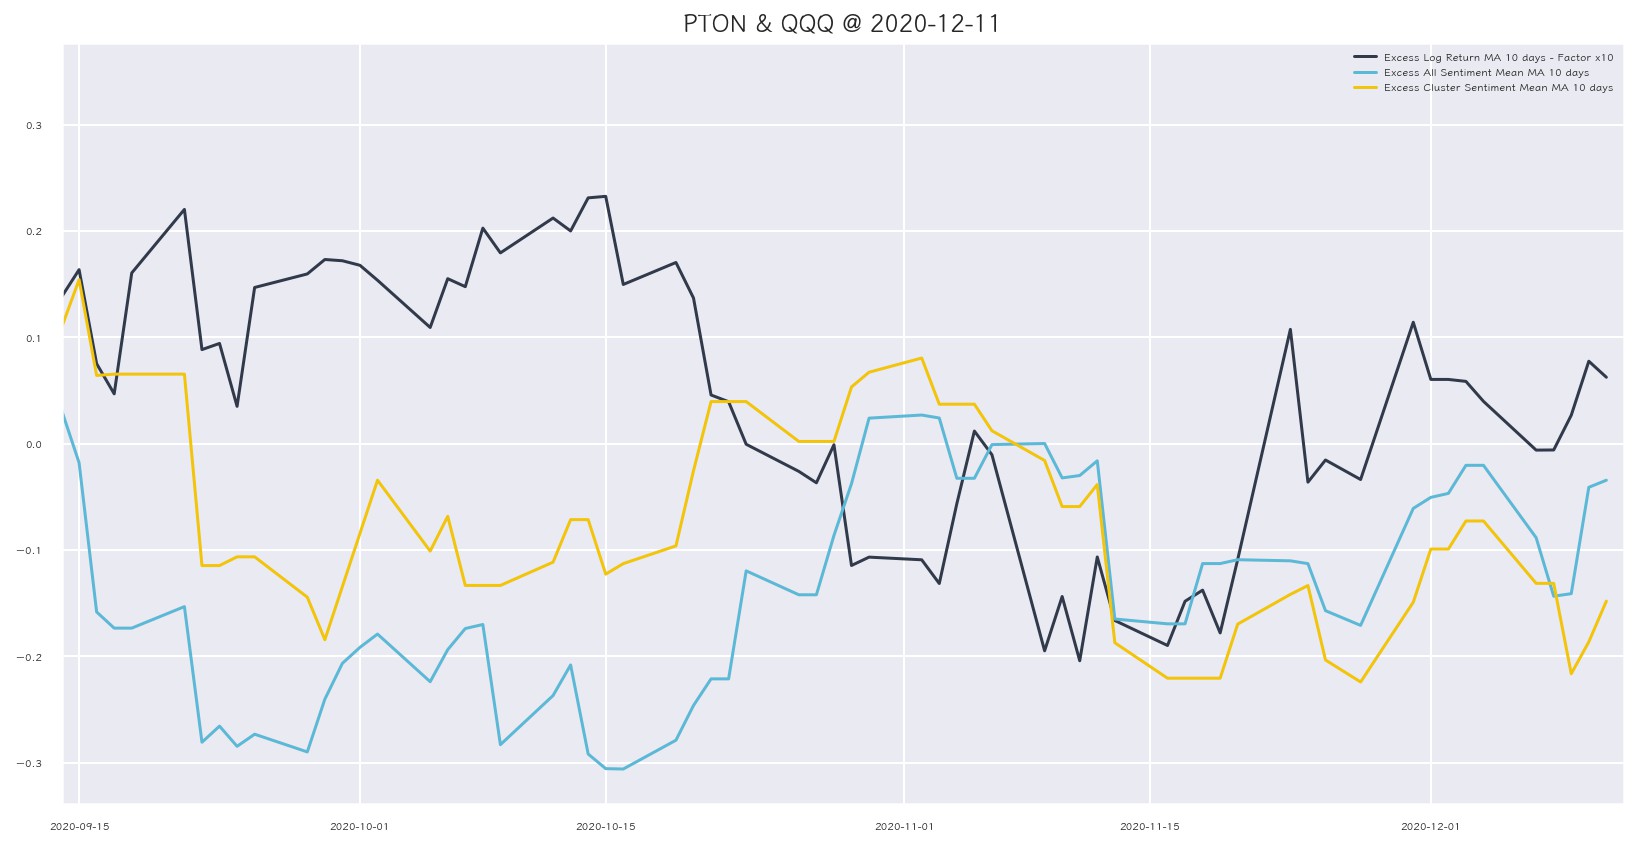 PTON & QQQ @ 2020-12-11
Excess Log Return MA 10 days - Factor x10
Excess All Sentiment Mean MA 10 days
Excess Cluster Sentiment Mean MA 10 days
0.3
0.2
0.1
0.0
−0.1
−0.2
−0.3
2020-09-15 2020-10-01 2020-10-15 2020-11-01 2020-11-15 2020-12-01